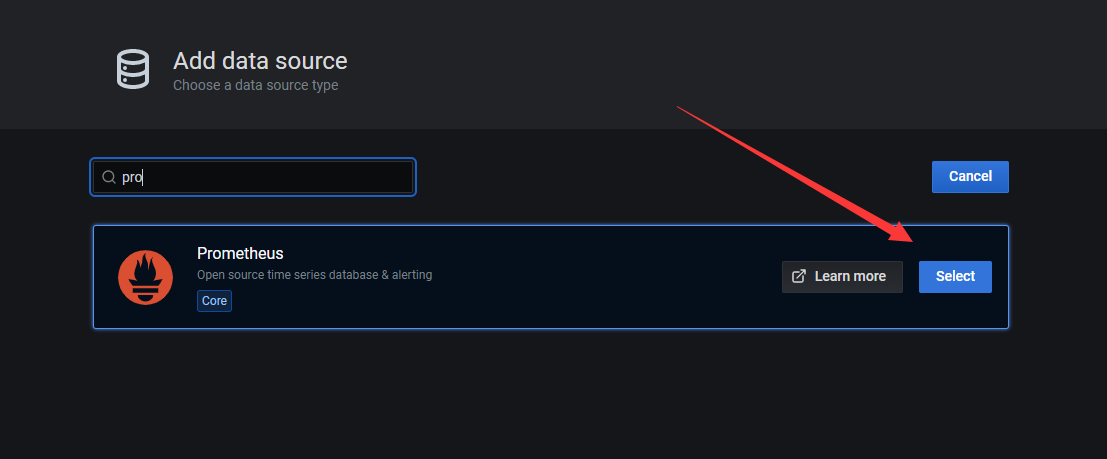 Add data source
Choose a data source type
pro
Cancel
Prometheus
Open source time series database & alerting
Core
Learn more
Select